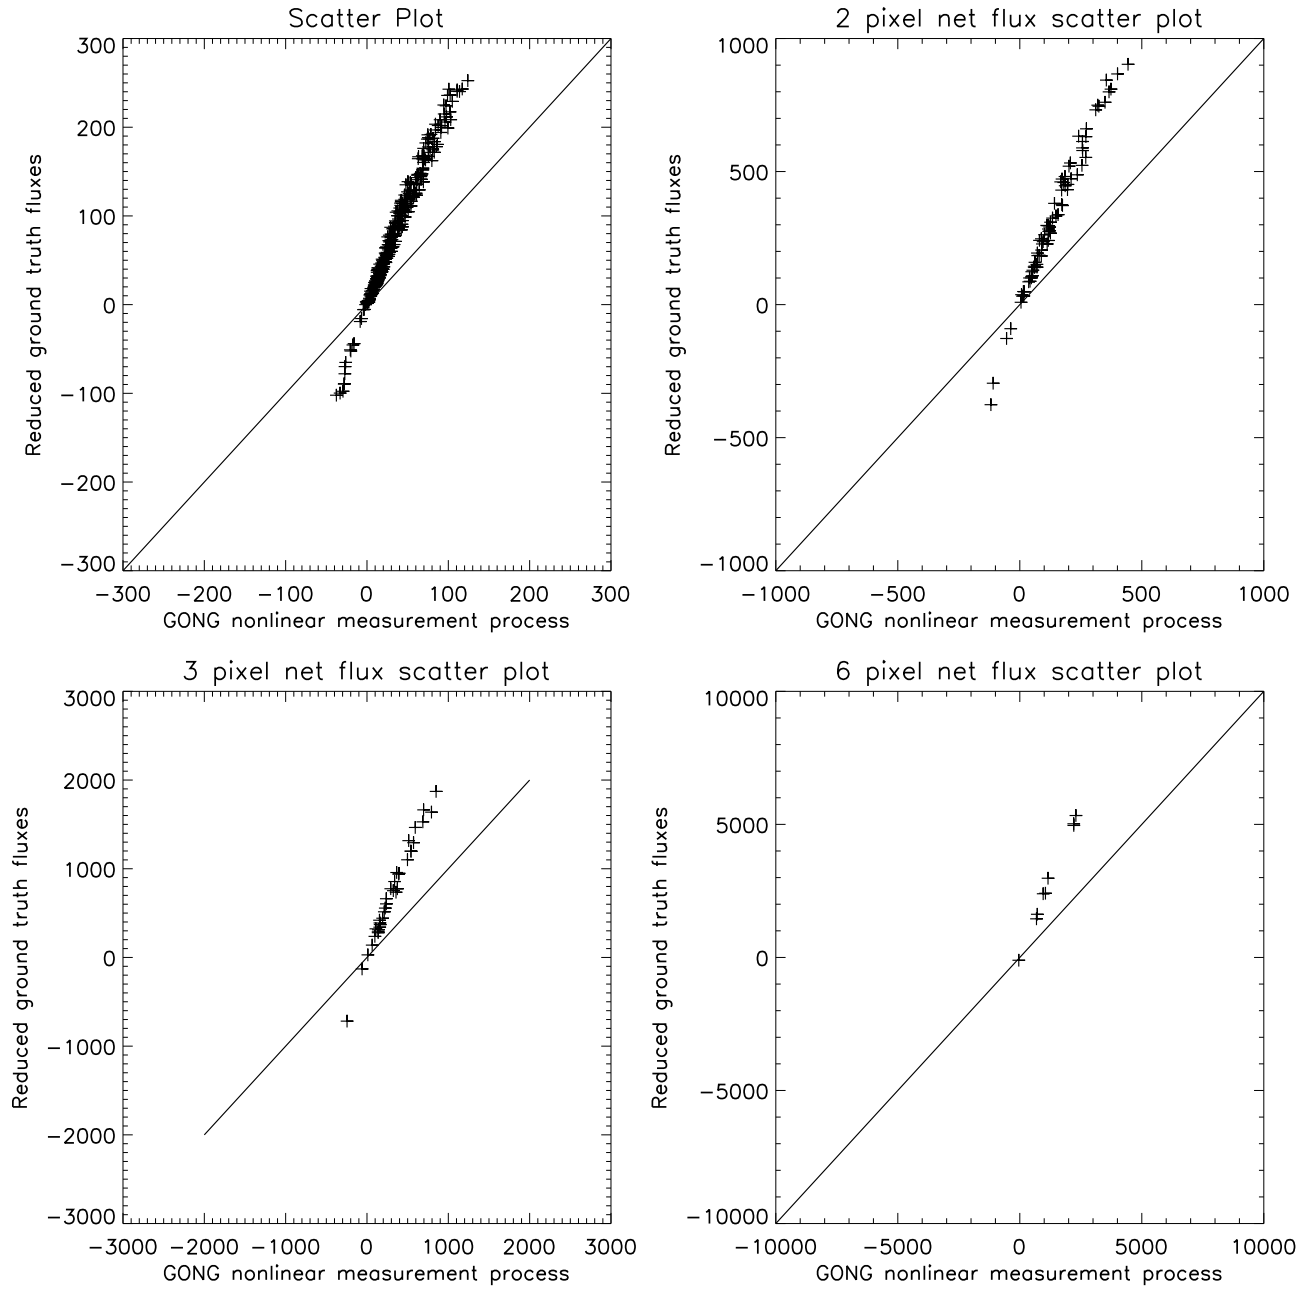 Scatter Plot
300
200
100
0
−100
−200
−300
Reduced ground truth fluxes
−300 −200 −100 0 100 200 300
GONG nonlinear measurement process
2 pixel net flux scatter plot
1000
500
0
−500
−1000
Reduced ground truth fluxes
−1000 −500 0 500 1000
GONG nonlinear measurement process
3 pixel net flux scatter plot
3000
2000
1000
0
−1000
−2000
−3000
Reduced ground truth fluxes
−3000 −2000 −1000 0 1000 2000 3000
GONG nonlinear measurement process
6 pixel net flux scatter plot
10000
5000
0
−5000
−10000
Reduced ground truth fluxes
−10000 −5000 0 5000 10000
GONG nonlinear measurement process